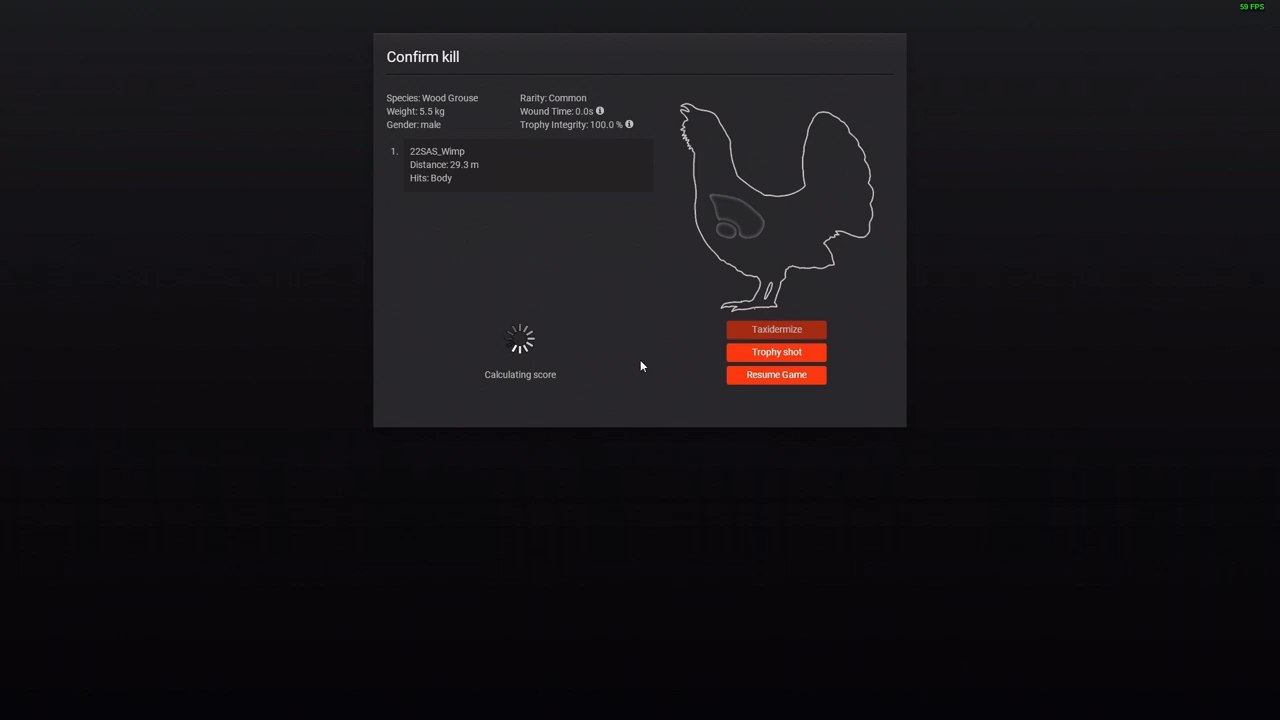 59 FPS
Confirm kill
Species: Wood Grouse
Weight: 5.5 kg
Gender: male
Rarity: Common
Wound Time: 0.0s
Trophy Integrity: 100.0 %
1.
22SAS_Wimp
Distance: 29.3 m
Hits: Body
Calculating score
Taxidermize
Trophy shot
Resume Game